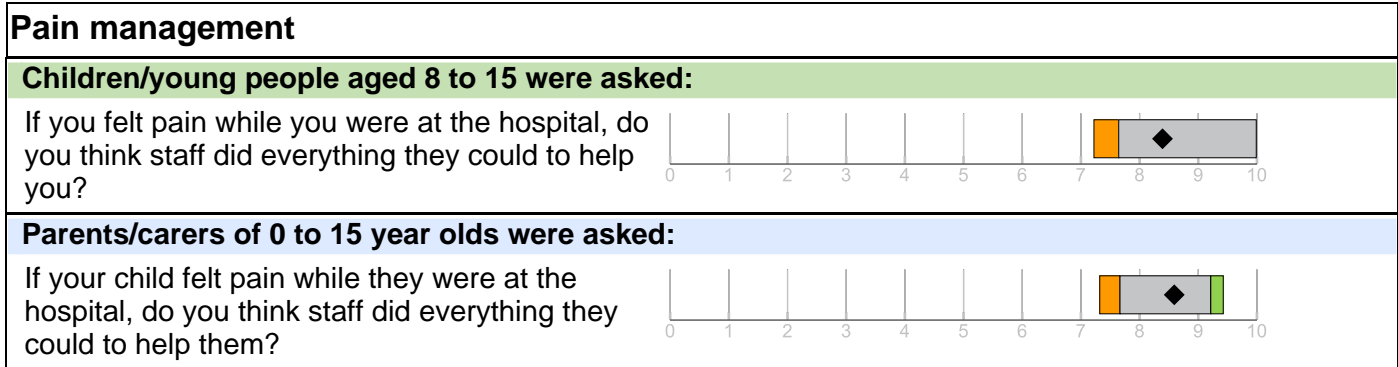 Pain management
Children/young people aged 8 to 15 were asked:
If you felt pain while you were at the hospital, do
you think staff did everything they could to help
you?
0 1 2 3 4 5 6 7 8 9 10
Parents/carers of 0 to 15 year olds were asked:
If your child felt pain while they were at the
hospital, do you think staff did everything they
could to help them?
0 1 2 3 4 5 6 7 8 9 10